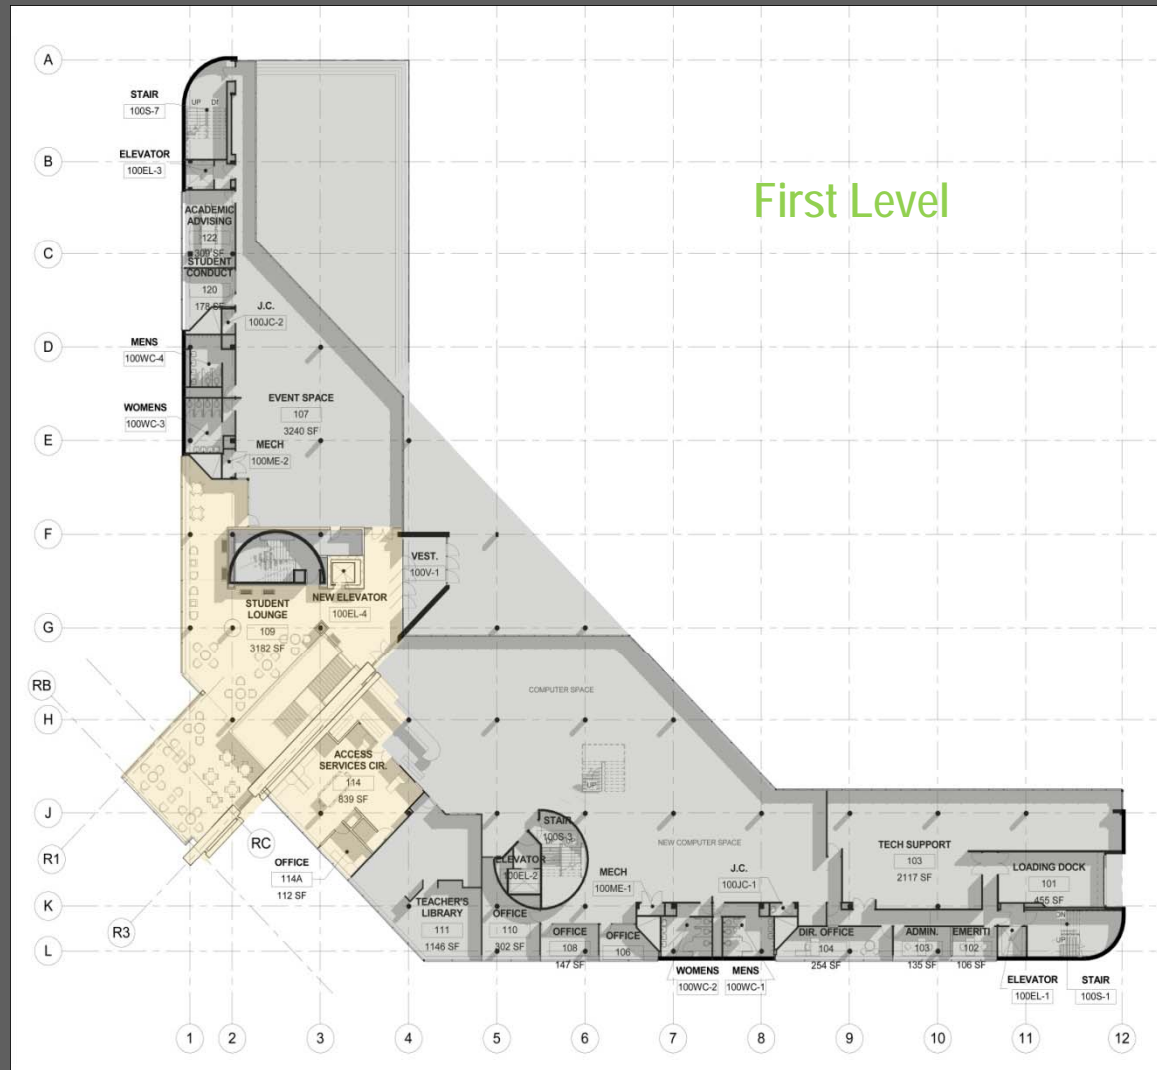 First Level
A
B
C
D
E
F
G
RB
H
J
R1
RC
K
R3
L
1
2
3
4
5
6
7
8
9
10
11
12
STAIR
100S-7
UP
ELEVATOR
100EL-3
ACADEMIC
ADVISING
122
309 SF
STUDENT
CONDUCT
120
178 SF
J.C.
100JC-2
MENS
100WC-4
WOMENS
100WC-3
EVENT SPACE
107
3240 SF
MECH
100ME-2
VEST.
100V-1
NEW ELEVATOR
100EL-4
STUDENT
LOUNGE
109
3182 SF
COMPUTER SPACE
ACCESS
SERVICES CIR.
114
839 SF
OFFICE
114A
112 SF
UP
STAIR
100S-3
ELEVATOR
100EL-2
NEW COMPUTER SPACE
MECH
100ME-1
J.C.
100JC-1
TECH SUPPORT
103
2117 SF
LOADING DOCK
101
455 SF
TEACHER'S
LIBRARY
111
1146 SF
OFFICE
110
302 SF
OFFICE
108
147 SF
OFFICE
106
WOMENS
100WC-2
MENS
100WC-1
DIR. OFFICE
104
254 SF
ADMIN.
103
135 SF
EMERITI
102
106 SF
DN
UP
ELEVATOR
100EL-1
STAIR
100S-1